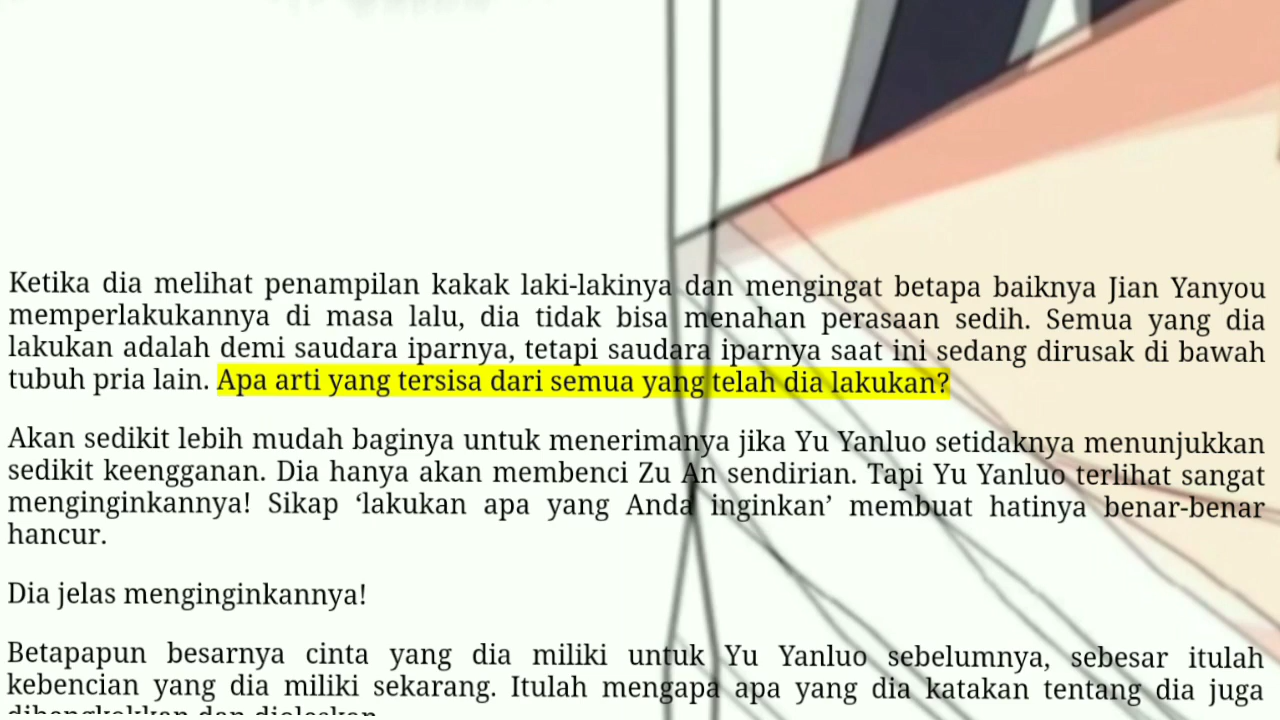 Ketika dia melihat penampilan kakak laki-lakinya dan mengingat betapa baiknya Jian Yanyou
memperlakukannya di masa lalu, dia tidak bisa menahan perasaan sedih. Semua yang dia
lakukan adalah demi saudara iparnya, tetapi saudara iparnya saat ini sedang dirusak di bawah
tubuh pria lain. Apa arti yang tersisa dari semua yang telah dia lakukan?
Akan sedikit lebih mudah baginya untuk menerimanya jika Yu Yanluo setidaknya menunjukkan
sedikit keengganan. Dia hanya akan membenci Zu An sendirian. Tapi Yu Yanluo terlihat sangat
menginginkannya! Sikap ‘lakukan apa yang Anda inginkan’ membuat hatinya benar-benar
hancur.
Dia jelas menginginkannya!
Betapapun besarnya cinta yang dia miliki untuk Yu Yanluo sebelumnya, sebesar itulah
kebencian yang dia miliki sekarang. Itulah mengapa apa yang dia katakan tentang dia juga